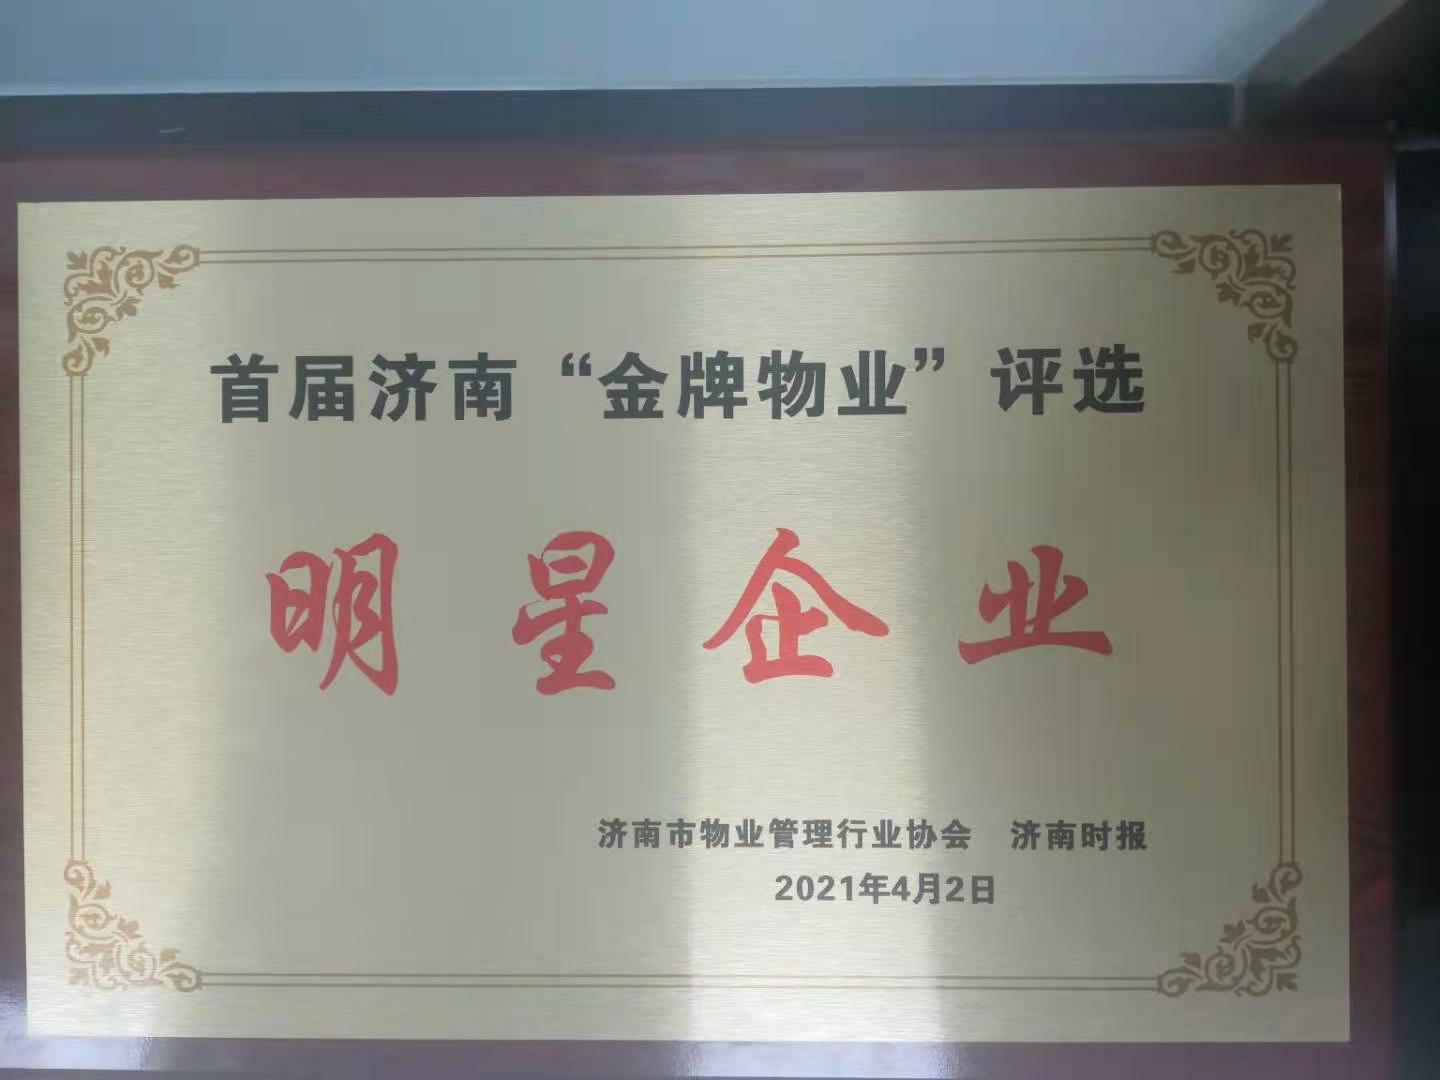 首届济南“金牌物业”评选
明星企业
济南市物业管理行业协会 济南时报
2021年4月2日